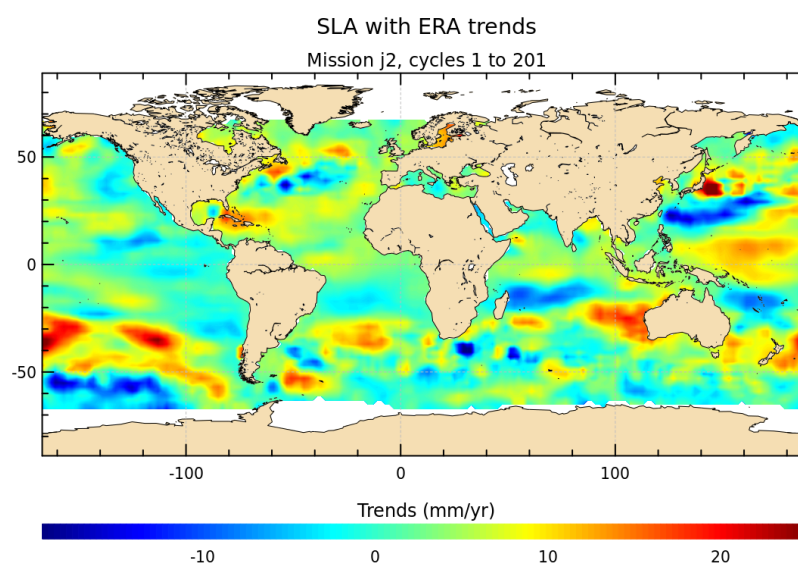 SLA with ERA trends
Mission j2, cycles 1 to 201
50
0
-50
-100 0 100
Trends (mm/yr)
-10 0 10 20